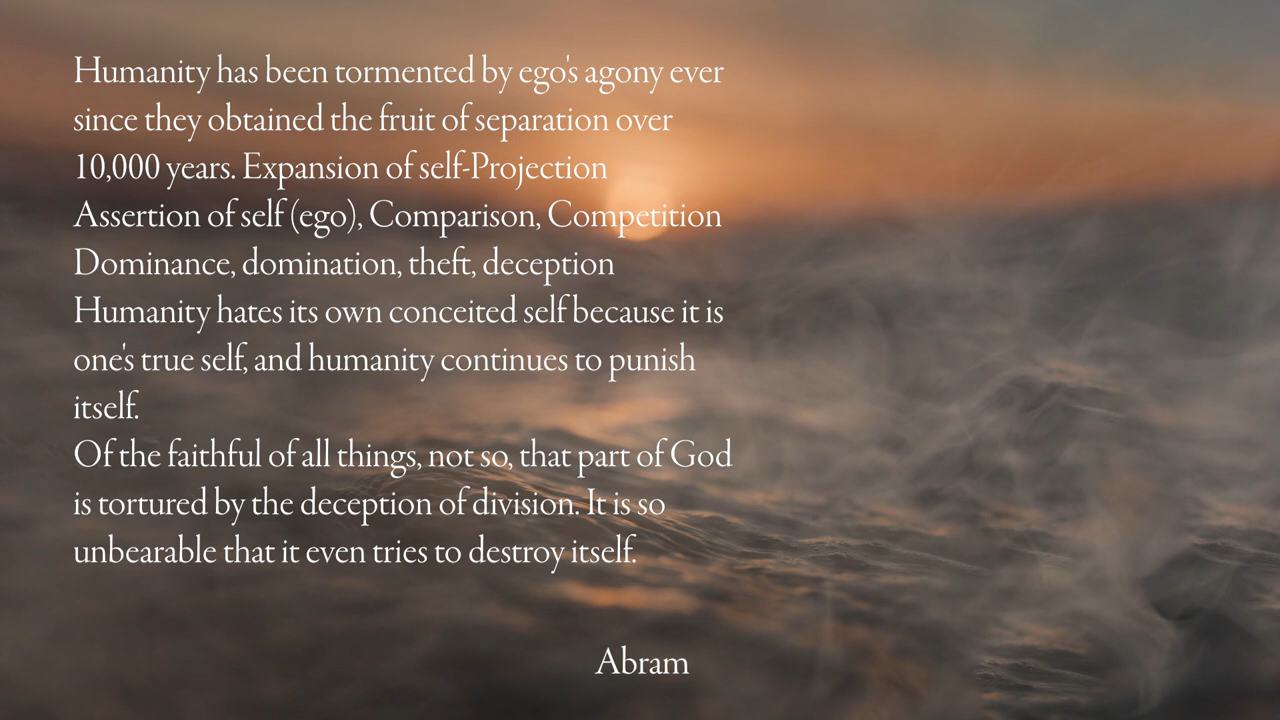 Humanity has been tormented by ego's agony ever
since they obtained the fruit of separation over
10,000 years. Expansion of self-Projection
Assertion of self (ego), Comparison, Competition
Dominance, domination, theft, deception
Humanity hates its own conceited self because it is
one's true self, and humanity continues to punish
itself.
Of the faithful of all things, not so, that part of God
is tortured by the deception of division. It is so
unbearable that it even tries to destroy itself.
Abram